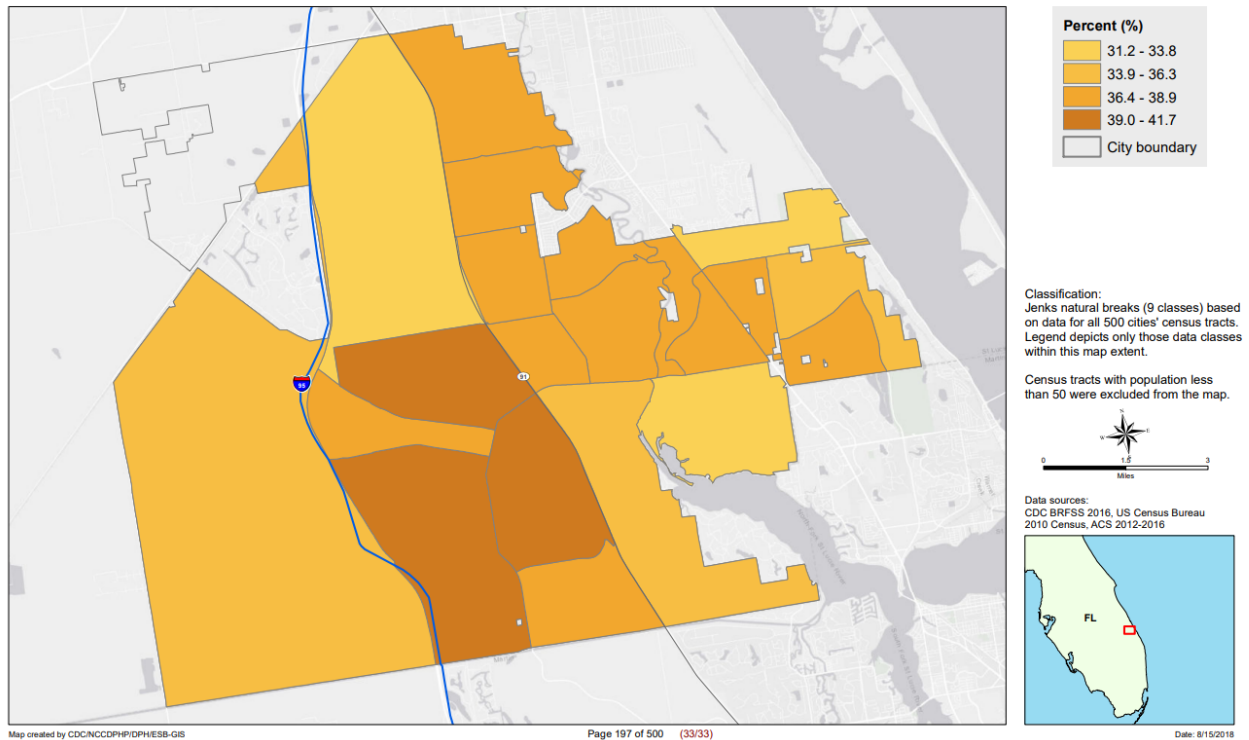 Percent (%)
31.2 - 33.8
33.9 - 36.3
36.4 - 38.9
39.0 - 41.7
City boundary
95
91
Classification:
Jenks natural breaks (9 classes) based
on data for all 500 cities' census tracts.
Legend depicts only those data classes
within this map extent.
Census tracts with population less
than 50 were excluded from the map.
N
W
E
S
0
1.5
3
Miles
Data sources:
CDC BRFSS 2016, US Census Bureau
2010 Census, ACS 2012-2016
FL
Map created by CDC/NCCDPHP/DPH/ESB-GIS
Page 197 of 500 (33/33)
Date: 8/15/2018